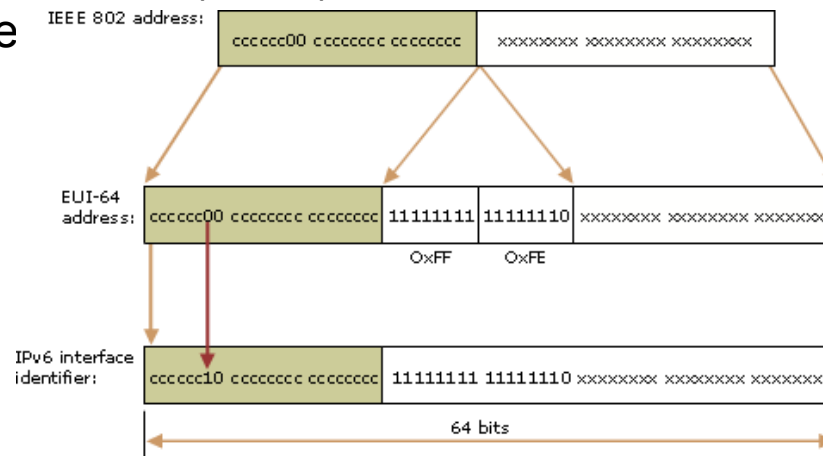 e
IEEE 802 address:
cccccc00 cccccccc cccccccc xxxxxxxx xxxxxxxx xxxxxxxx
EUI-64
address:
cccccc00 cccccccc cccccccc 11111111 11111110 xxxxxxxx xxxxxxxx xxxxxxx
0xFF 0xFE
IPv6 interface
identifier:
cccccc10 cccccccc cccccccc 11111111 11111110 xxxxxxxx xxxxxxxx xxxxxxx
64 bits